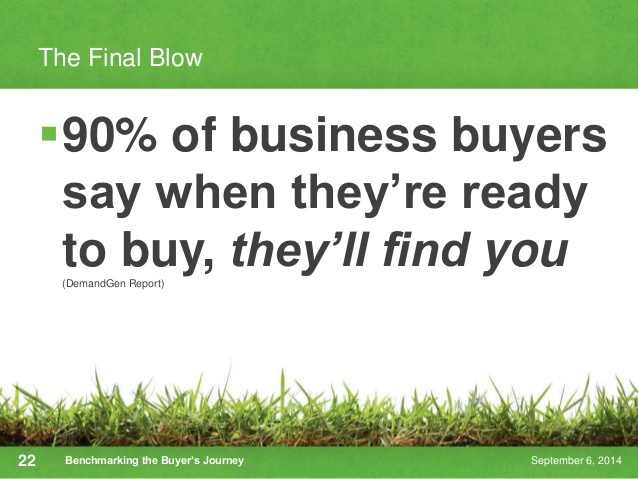 The Final Blow
90% of business buyers
say when they’re ready
to buy, they’ll find you
(DemandGen Report)
22 Benchmarking the Buyer’s Journey September 6, 2014